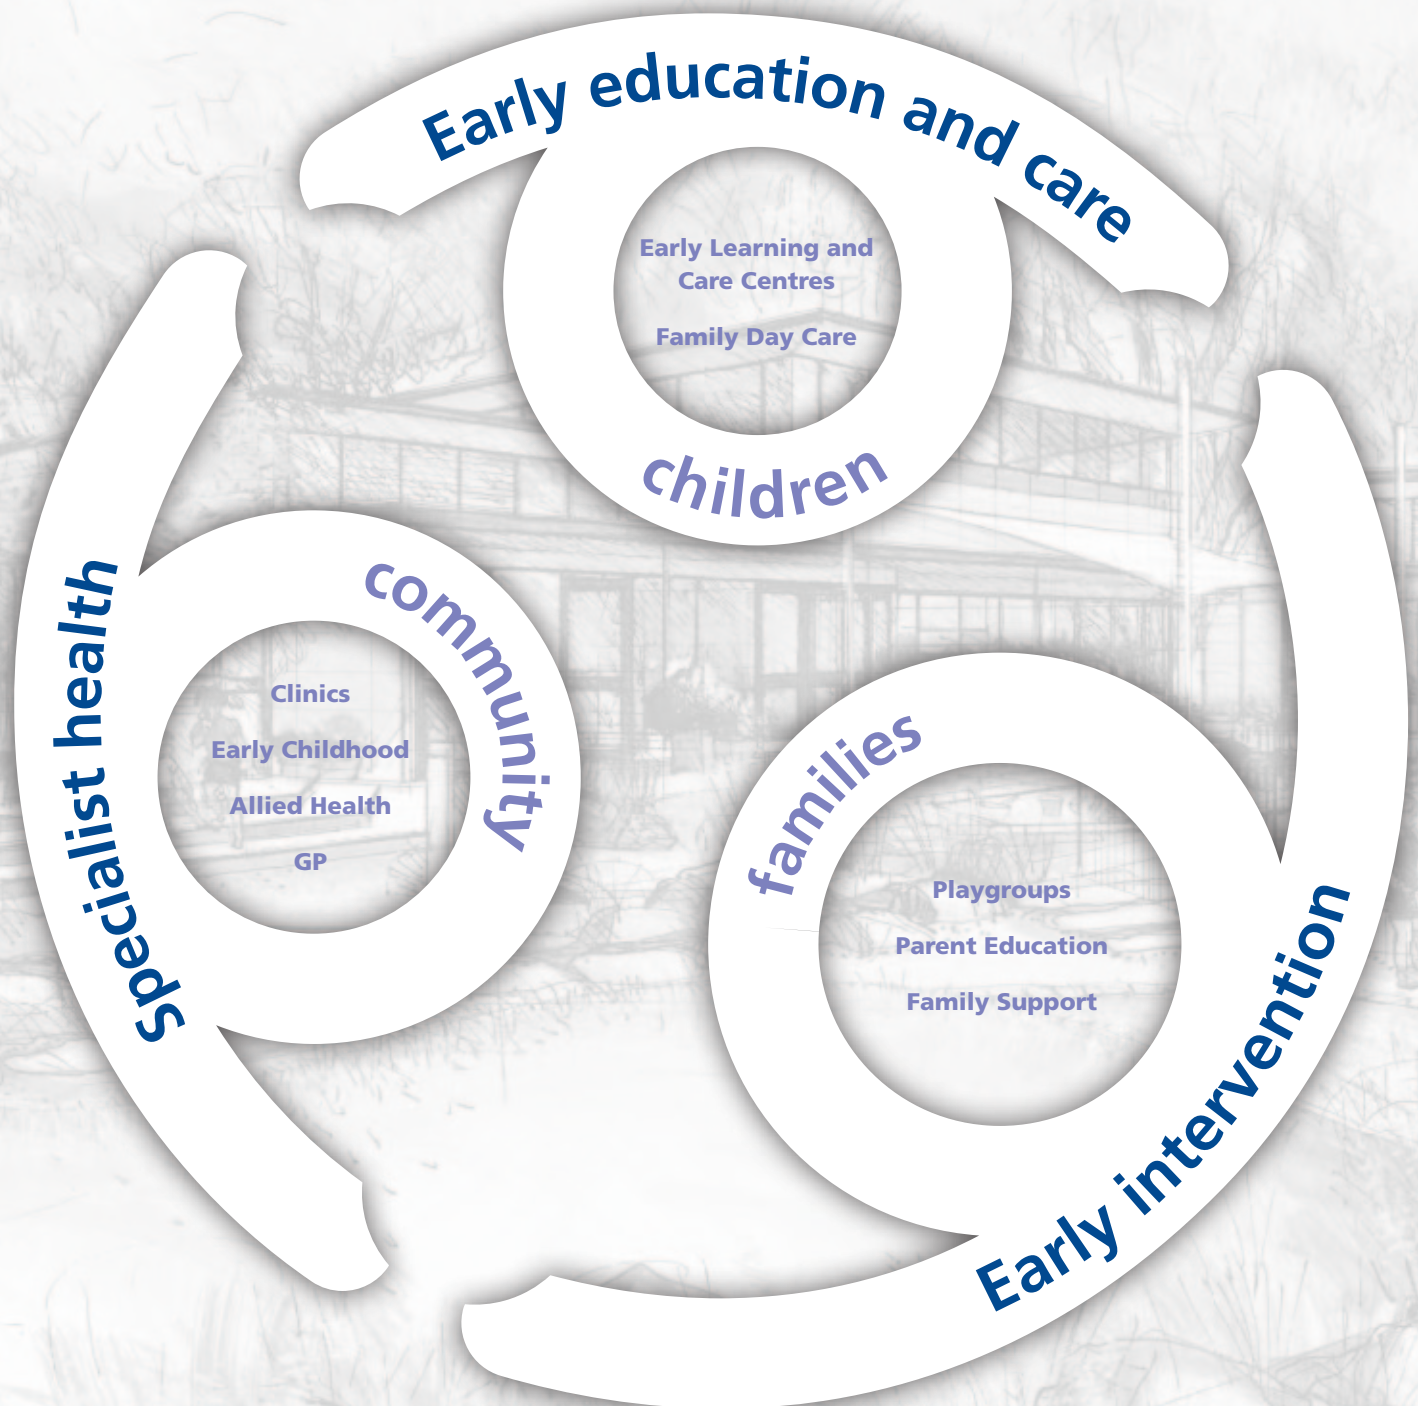 Early education and care
Early Learning and
Care Centres
Family Day Care
children
Specialist health
community
Clinics
Early Childhood
Allied Health
GP
families
Playgroups
Parent Education
Family Support
Early intervention